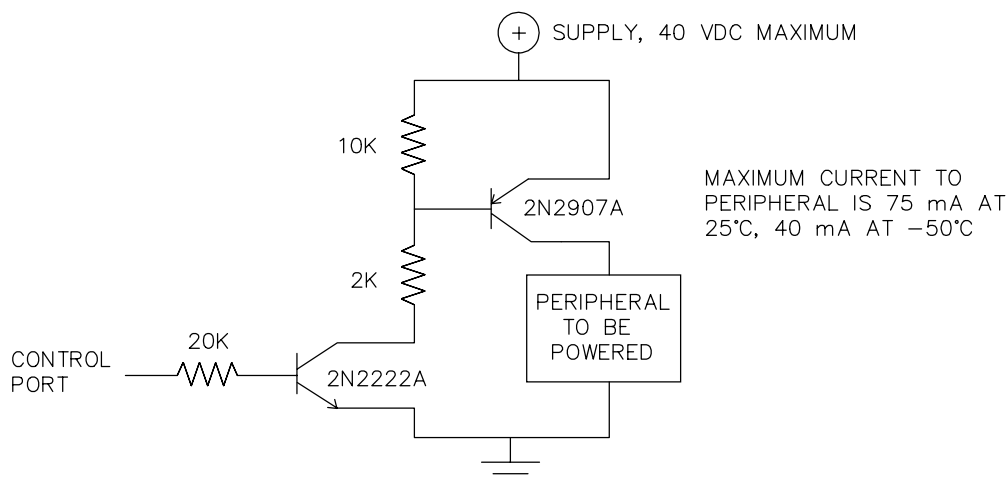 SUPPLY, 40 VDC MAXIMUM
10K
MAXIMUM CURRENT TO
PERIPHERAL IS 75 mA AT
25°C, 40 mA AT −50°C
2N2907A
2K
PERIPHERAL
TO BE
POWERED
20K
CONTROL
PORT
2N2222A